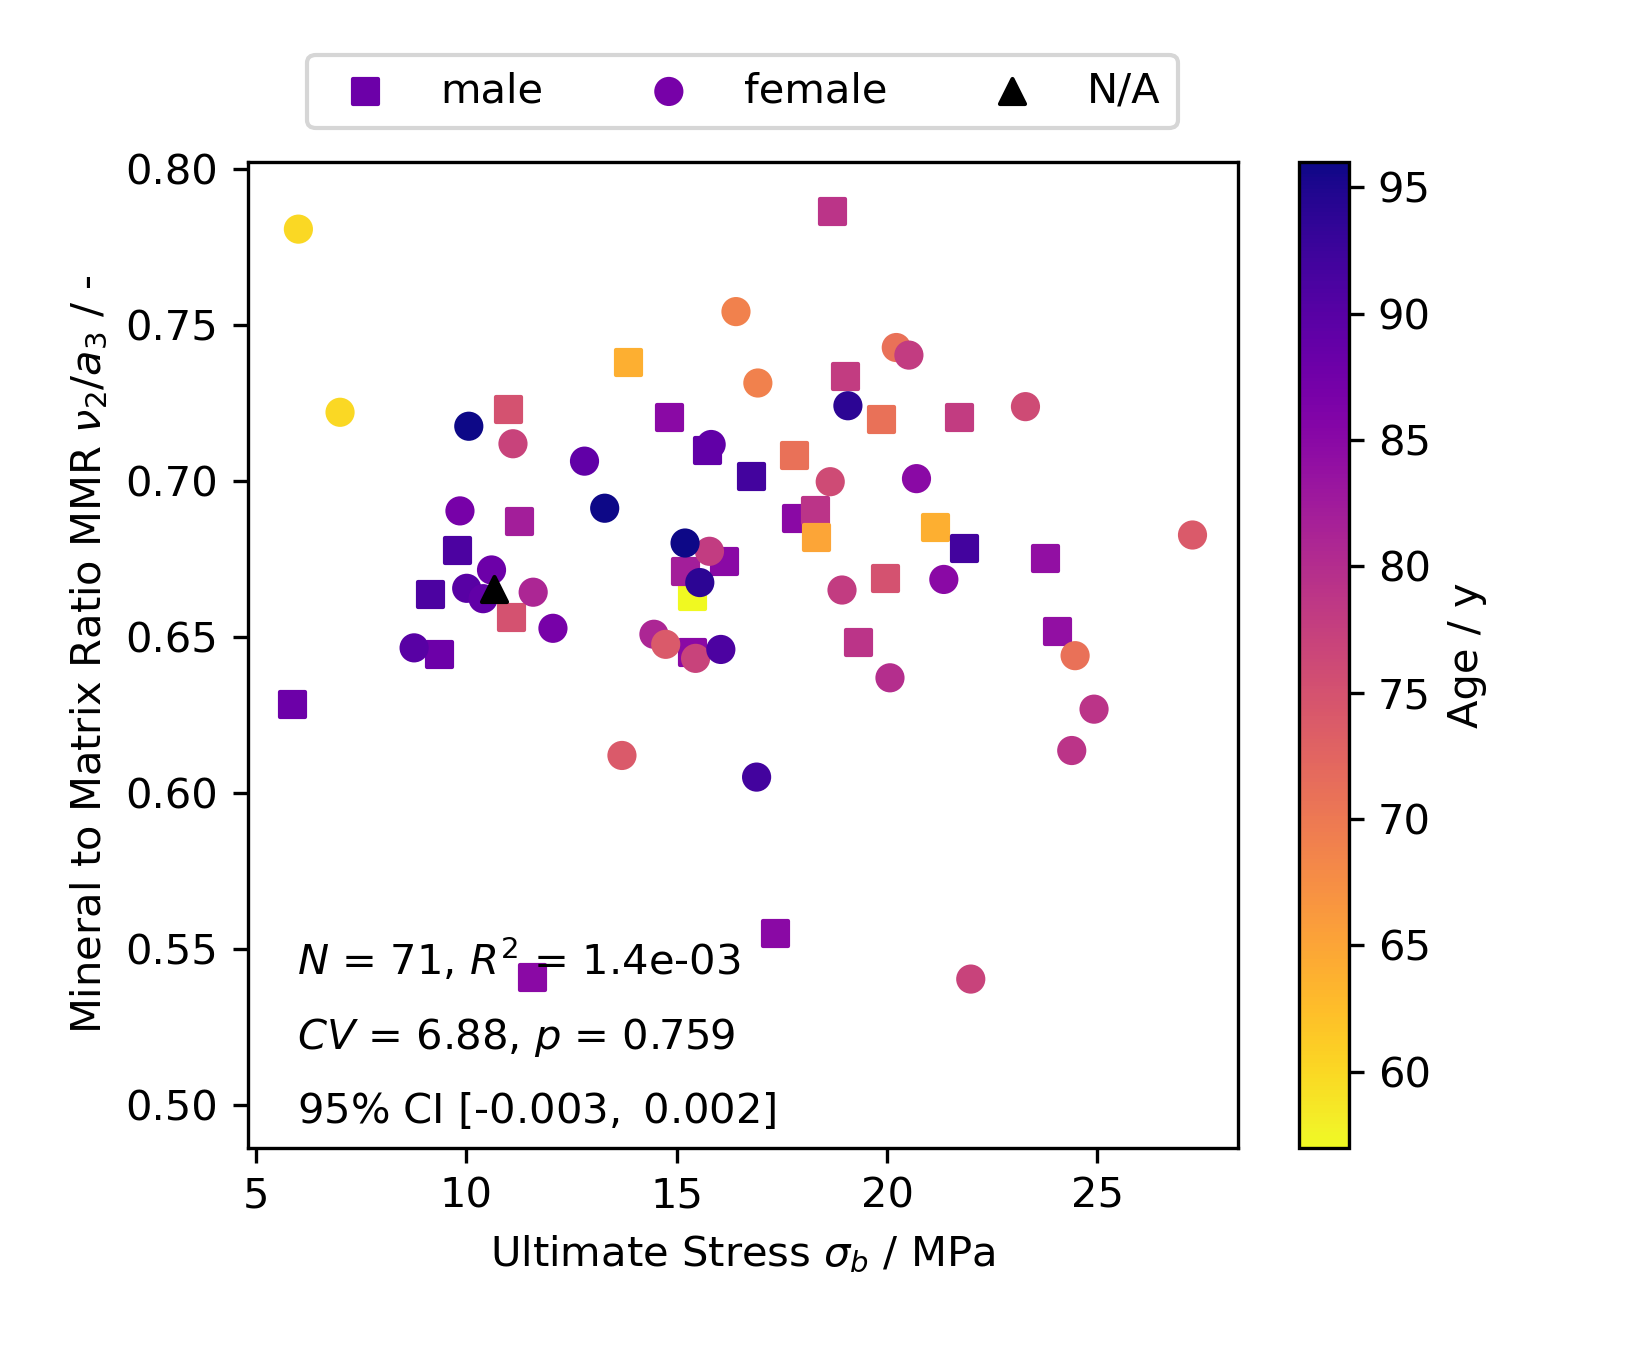 male female N/A
0.80
0.75
0.70
0.65
0.60
0.55
0.50
Mineral to Matrix Ratio MMR ν₂/a₃ / -
N = 71, R² = 1.4e-03
CV = 6.88, p = 0.759
95% CI [-0.003, 0.002]
5 10 15 20 25
Ultimate Stress σ_b / MPa
95
90
85
80
75
70
65
60
Age / y